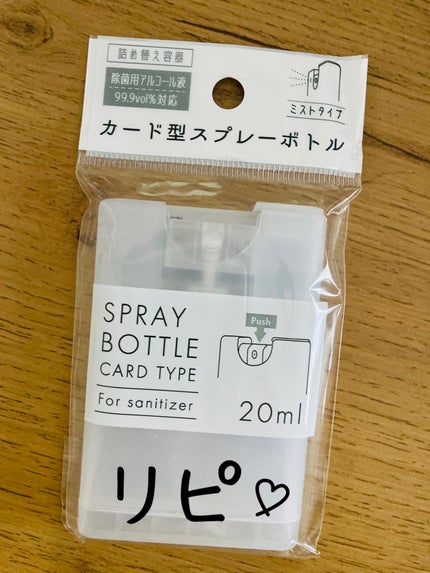 詰め替え容器
除菌用アルコール液
99.9vol%対応
ミストタイプ
カード型スプレーボトル
SPRAY
BOTTLE
CARD TYPE
For sanitizer
Push
20ml
リピ♡